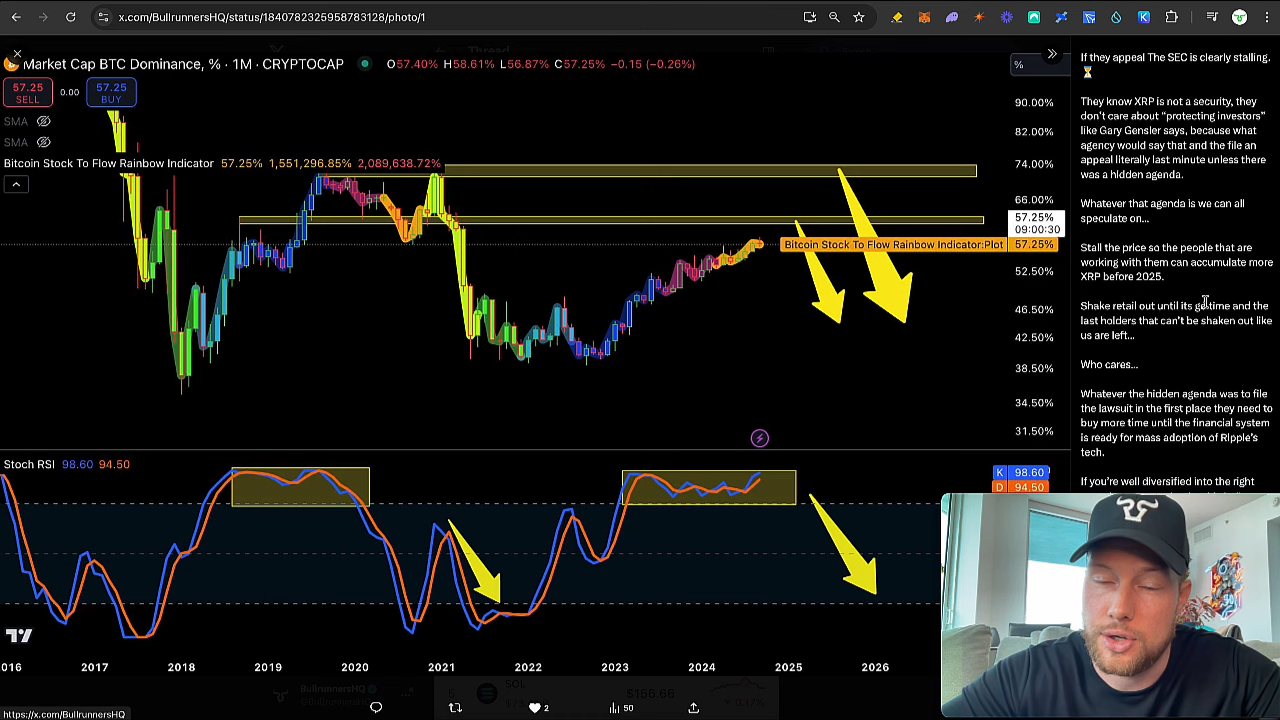 x.com/BullrunnersHQ/status/1840782325958783128/photo/1
Thread
Market Cap BTC Dominance, % · 1M · CRYPTOCAP O57.40% H58.61% L56.87% C57.25% −0.15 (−0.26%)
57.25
SELL
0.00
57.25
BUY
SMA
SMA
Bitcoin Stock To Flow Rainbow Indicator 57.25% 1,551,296.85% 2,089,638.72%
%
90.00%
82.00%
74.00%
66.00%
57.25%
09:00:30
Bitcoin Stock To Flow Rainbow Indicator:Plot 57.25%
52.50%
46.50%
42.50%
38.50%
34.50%
31.50%
Stoch RSI 98.60 94.50
K 98.60
D 94.50
2016 2017 2018 2019 2020 2021 2022 2023 2024 2025 2026
BullrunnersHQ
@BullrunnersHQ
SOL
$156.66
2
50
https://x.com/BullrunnersHQ
If they appeal The SEC is clearly stalling.
⌛
They know XRP is not a security, they
don't care about "protecting investors"
like Gary Gensler says, because what
agency would say that and the file an
appeal literally last minute unless there
was a hidden agenda.
Whatever that agenda is we can all
speculate on...
Stall the price so the people that are
working with them can accumulate more
XRP before 2025.
Shake retail out until its go time and the
last holders that can't be shaken out like
us are left...
Who cares...
Whatever the hidden agenda was to file
the lawsuit in the first place they need to
buy more time until the financial system
is ready for mass adoption of Ripple's
tech.
If you're well diversified into the right